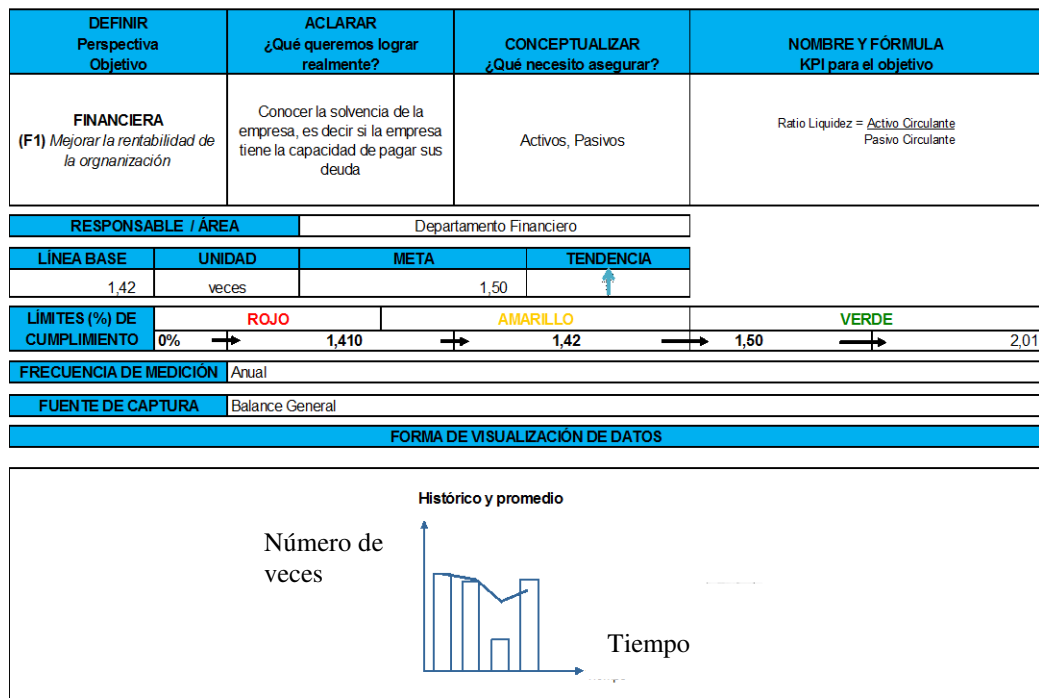 DEFINIR
Perspectiva
Objetivo
ACLARAR
¿Qué queremos lograr
realmente?
CONCEPTUALIZAR
¿Qué necesito asegurar?
NOMBRE Y FÓRMULA
KPI para el objetivo
FINANCIERA
(F1) Mejorar la rentabilidad de
la orgnanización
Conocer la solvencia de la
empresa, es decir si la empresa
tiene la capacidad de pagar sus
deuda
Activos, Pasivos
Ratio Liquidez = Activo Circulante
Pasivo Circulante
RESPONSABLE / ÁREA
Departamento Financiero
LÍNEA BASE
UNIDAD
META
TENDENCIA
1,42
veces
1,50
LÍMITES (%) DE
CUMPLIMIENTO
ROJO
AMARILLO
VERDE
0%
1,410
1,42
1,50
2,01
FRECUENCIA DE MEDICIÓN
Anual
FUENTE DE CAPTURA
Balance General
FORMA DE VISUALIZACIÓN DE DATOS
Histórico y promedio
Número de
veces
Tiempo